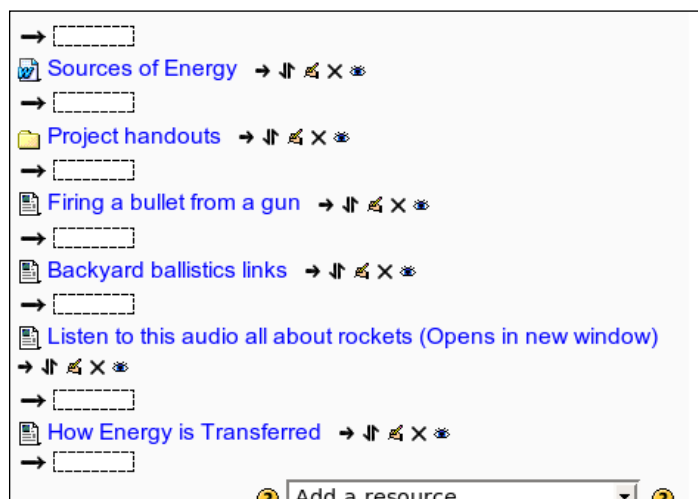 Sources of Energy
Project handouts
Firing a bullet from a gun
Backyard ballistics links
Listen to this audio all about rockets (Opens in new window)
How Energy is Transferred
Add a resource